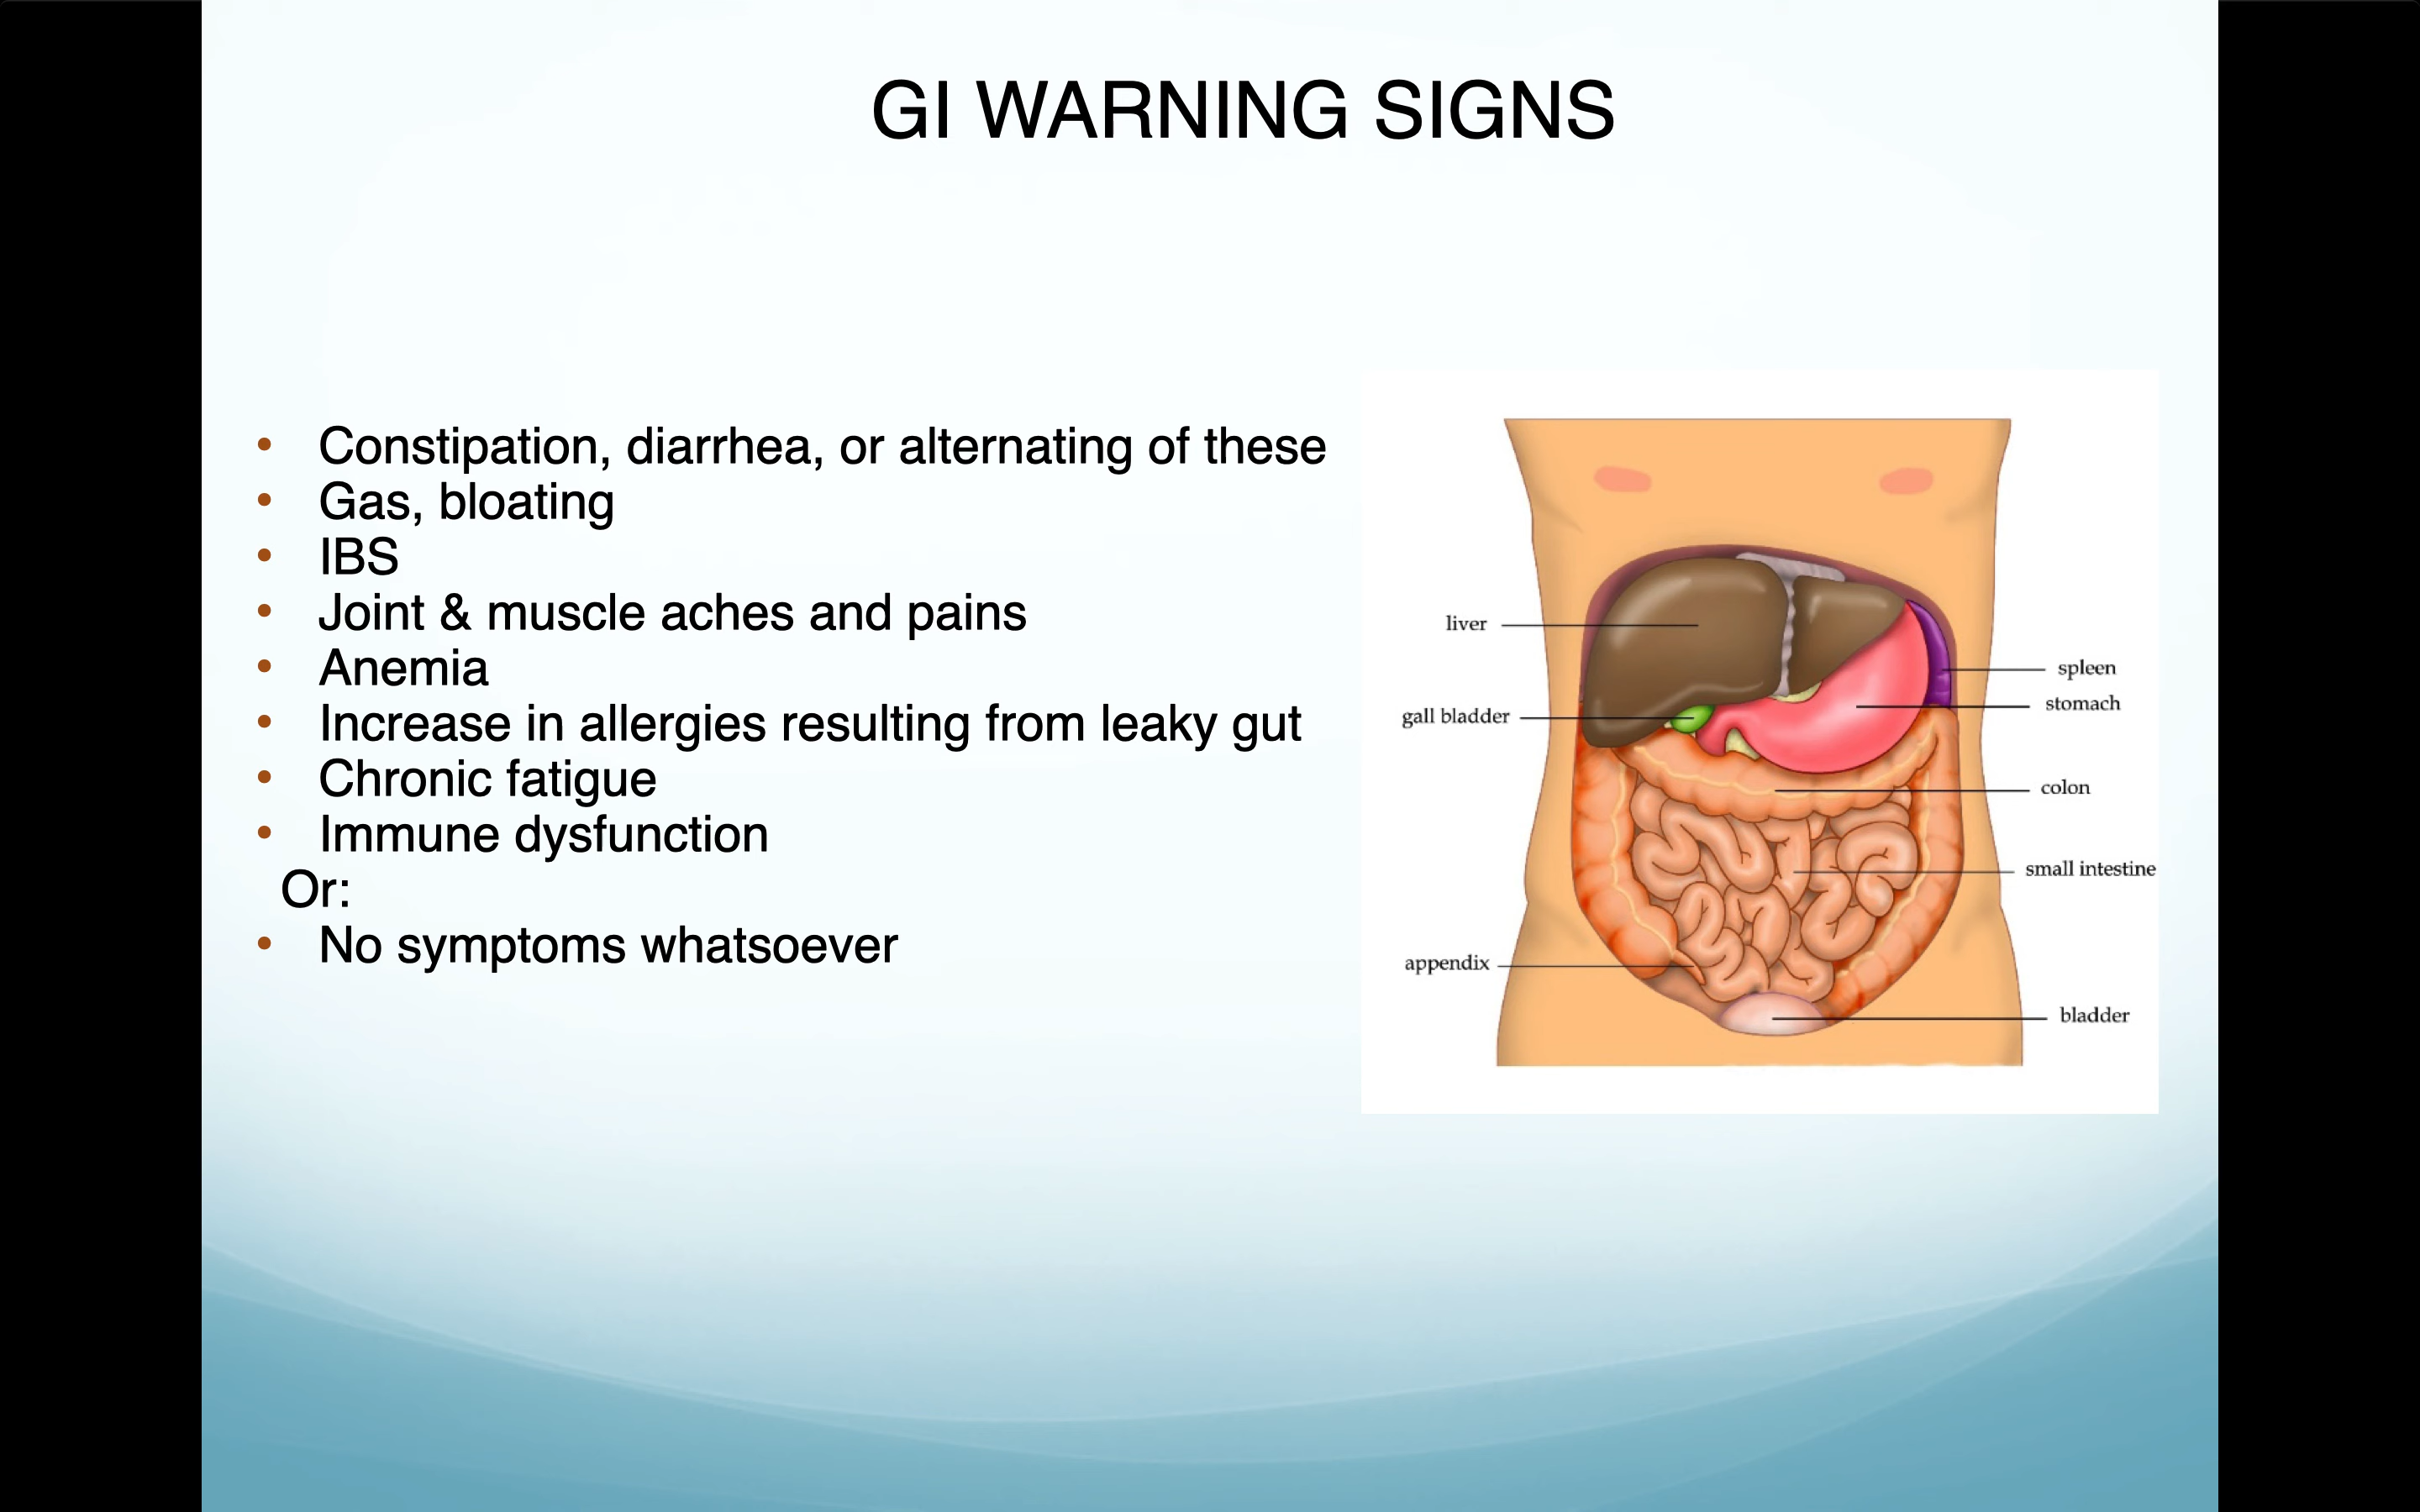 GI WARNING SIGNS
• Constipation, diarrhea, or alternating of these
• Gas, bloating
• IBS
• Joint & muscle aches and pains
• Anemia
• Increase in allergies resulting from leaky gut
• Chronic fatigue
• Immune dysfunction
Or:
• No symptoms whatsoever
liver
gall bladder
appendix
spleen
stomach
colon
small intestine
bladder